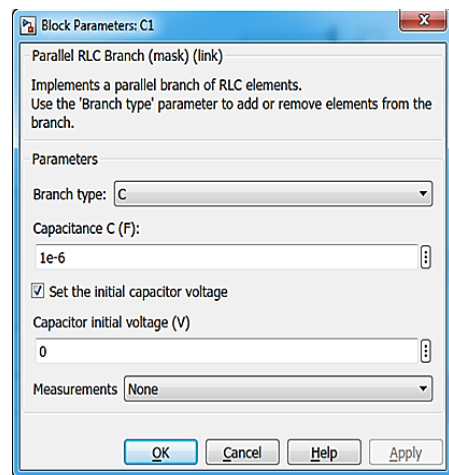 Block Parameters: C1
Parallel RLC Branch (mask) (link)
Implements a parallel branch of RLC elements.
Use the 'Branch type' parameter to add or remove elements from the
branch.
Parameters
Branch type: C
Capacitance C (F):
1e-6
Set the initial capacitor voltage
Capacitor initial voltage (V)
0
Measurements None
OK Cancel Help Apply